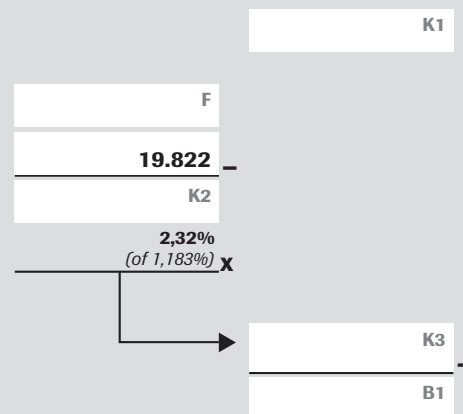 K1
F
19.822 –
K2
2,32%
(of 1,183%) x
K3
–
B1